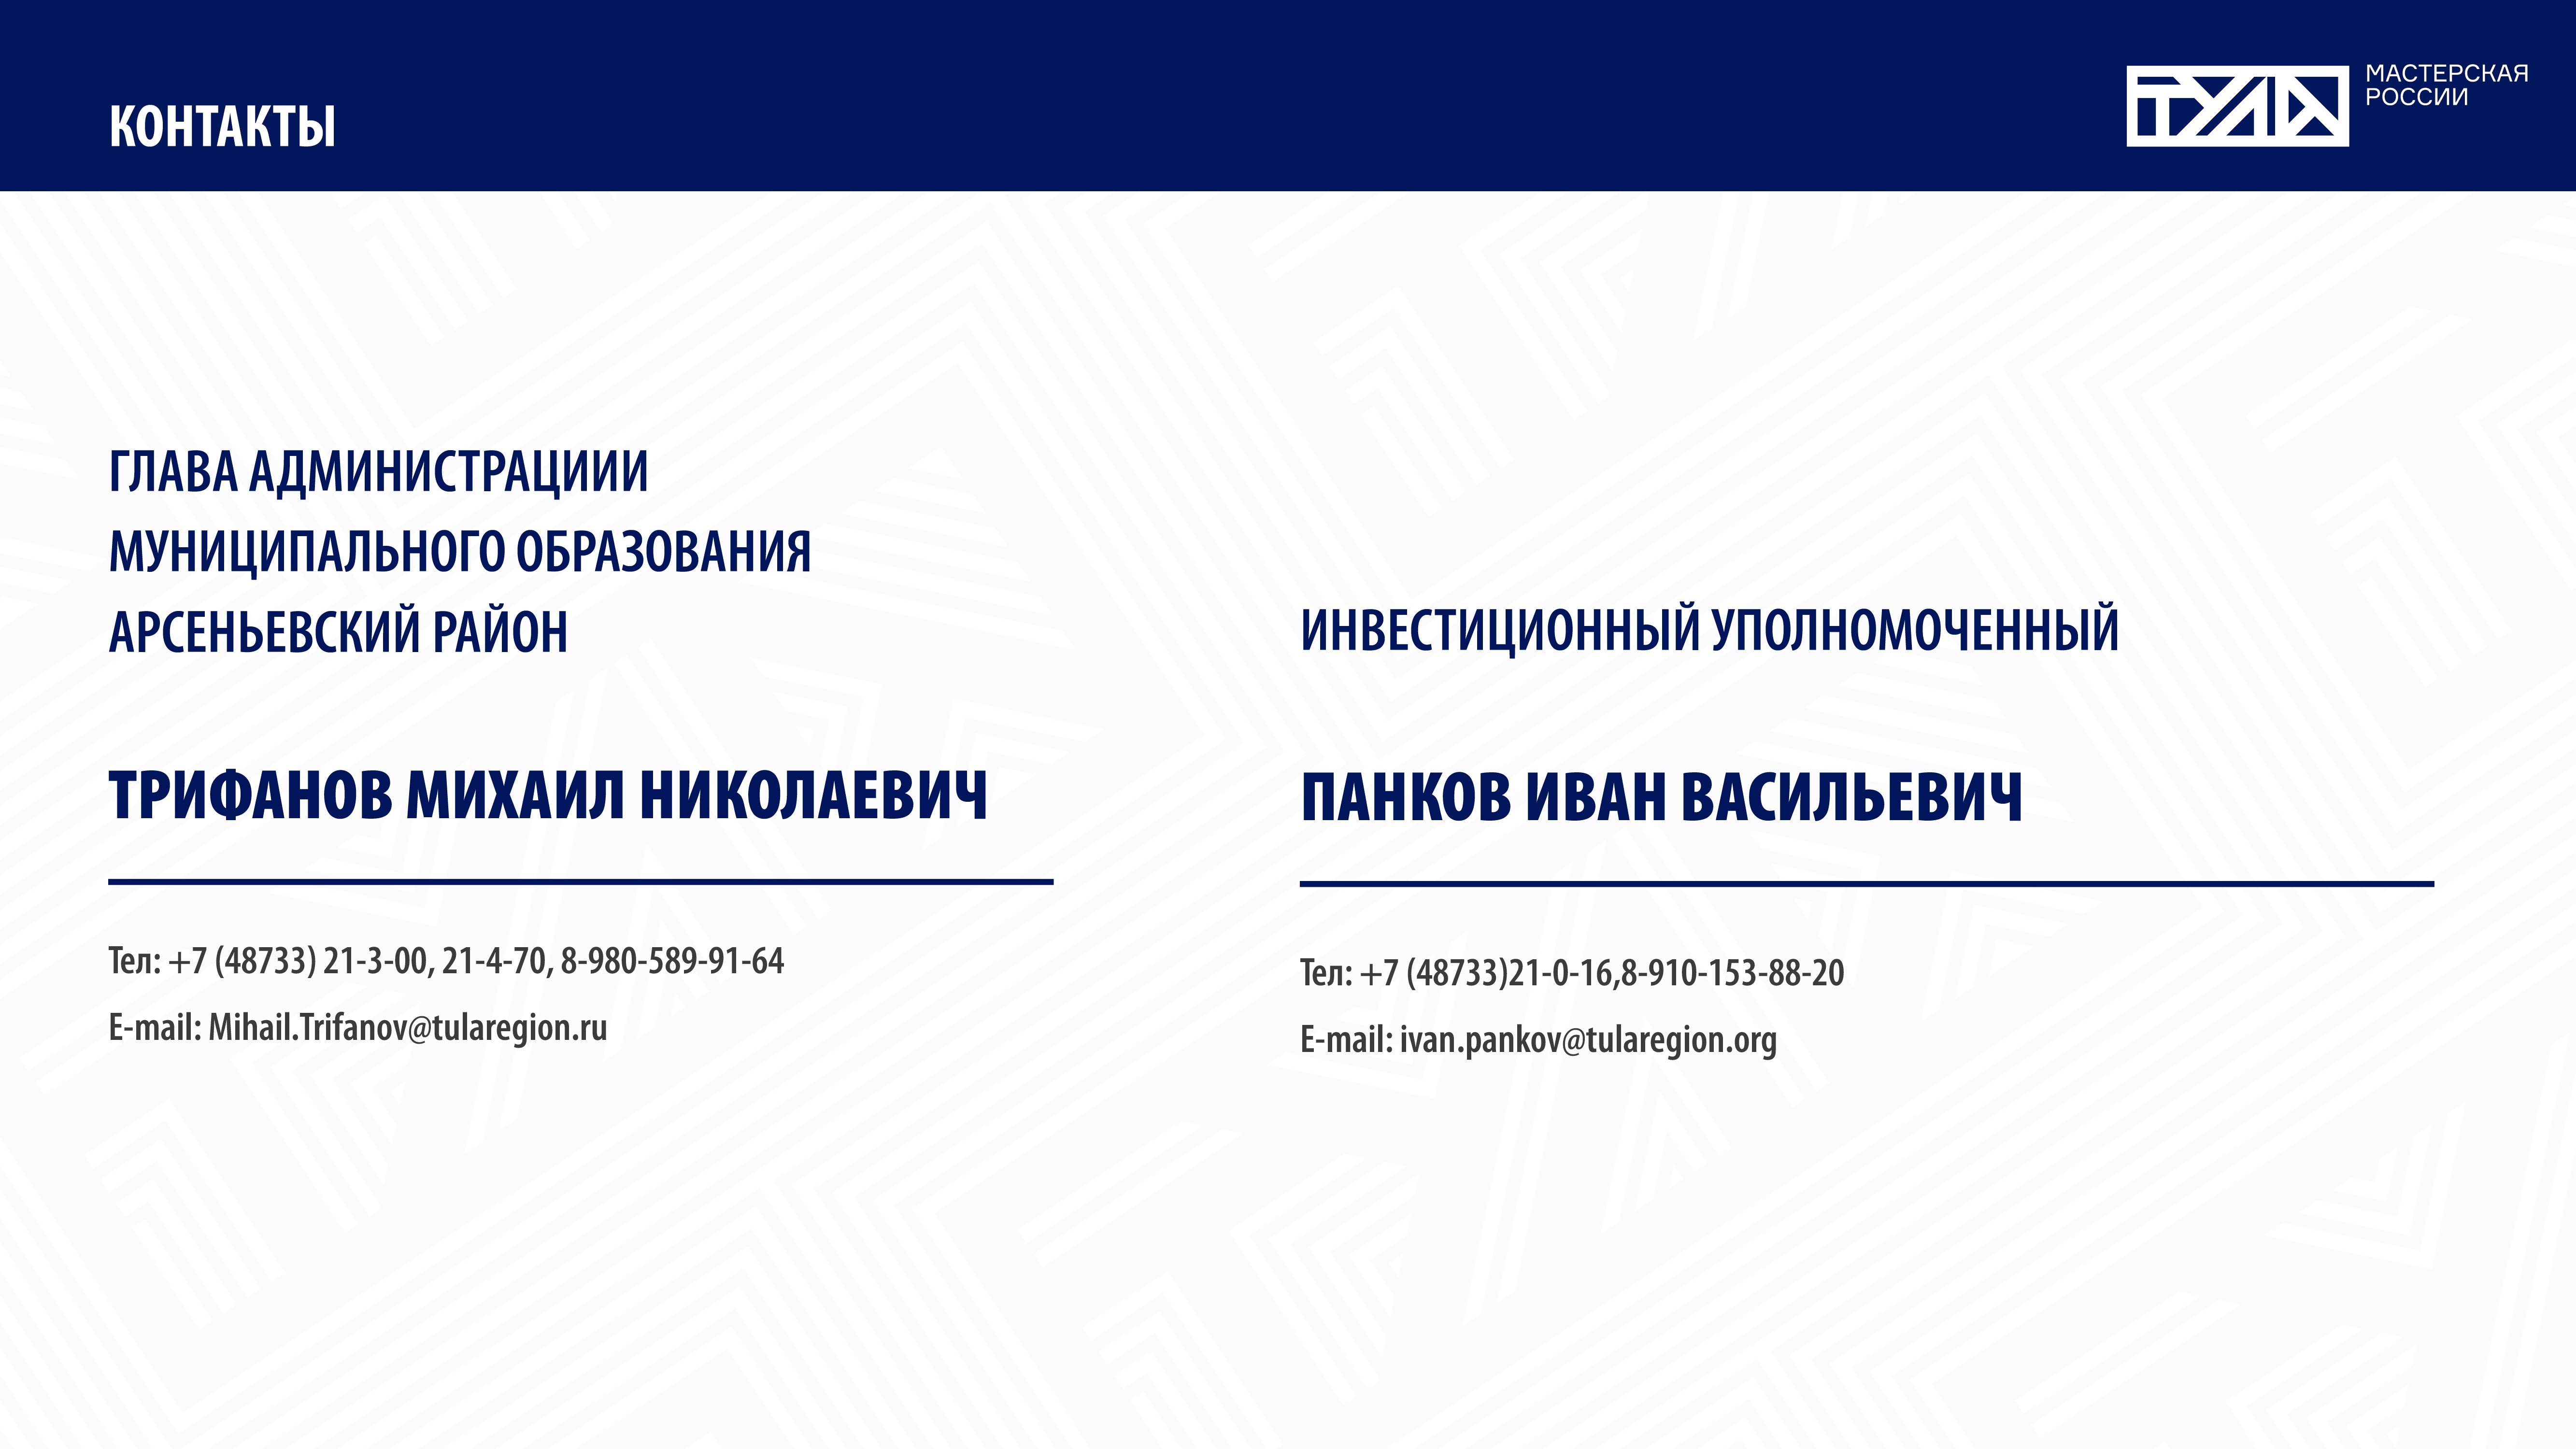 КОНТАКТЫ
ТУЛА
МАСТЕРСКАЯ
РОССИИ
ГЛАВА АДМИНИСТРАЦИИИ
МУНИЦИПАЛЬНОГО ОБРАЗОВАНИЯ
АРСЕНЬЕВСКИЙ РАЙОН
ТРИФАНОВ МИХАИЛ НИКОЛАЕВИЧ
Тел: +7 (48733) 21-3-00, 21-4-70, 8-980-589-91-64
E-mail: Mihail.Trifanov@tularegion.ru
ИНВЕСТИЦИОННЫЙ УПОЛНОМОЧЕННЫЙ
ПАНКОВ ИВАН ВАСИЛЬЕВИЧ
Тел: +7 (48733)21-0-16,8-910-153-88-20
E-mail: ivan.pankov@tularegion.org